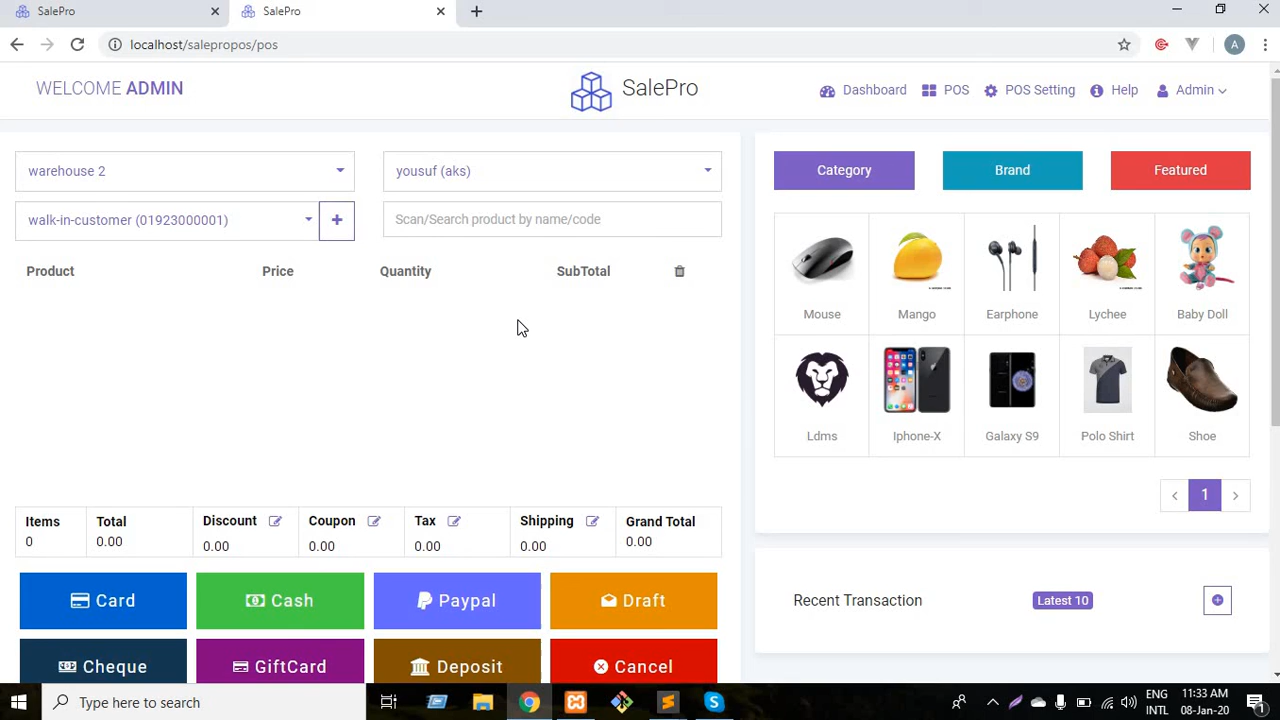 SalePro
SalePro
localhost/salepropos/pos
A
WELCOME ADMIN
SalePro
Dashboard
POS
POS Setting
Help
Admin
warehouse 2
yousuf (aks)
walk-in-customer (01923000001)
Scan/Search product by name/code
Product Price Quantity SubTotal
Category
Brand
Featured
Mouse
Mango
Earphone
Lychee
Baby Doll
Ldms
Iphone-X
Galaxy S9
Polo Shirt
Shoe
1
Items
0
Total
0.00
Discount
0.00
Coupon
0.00
Tax
0.00
Shipping
0.00
Grand Total
0.00
Card
Cash
Paypal
Draft
Cheque
GiftCard
Deposit
Cancel
Recent Transaction
Latest 10
Type here to search
ENG
INTL
11:33 AM
08-Jan-20
1